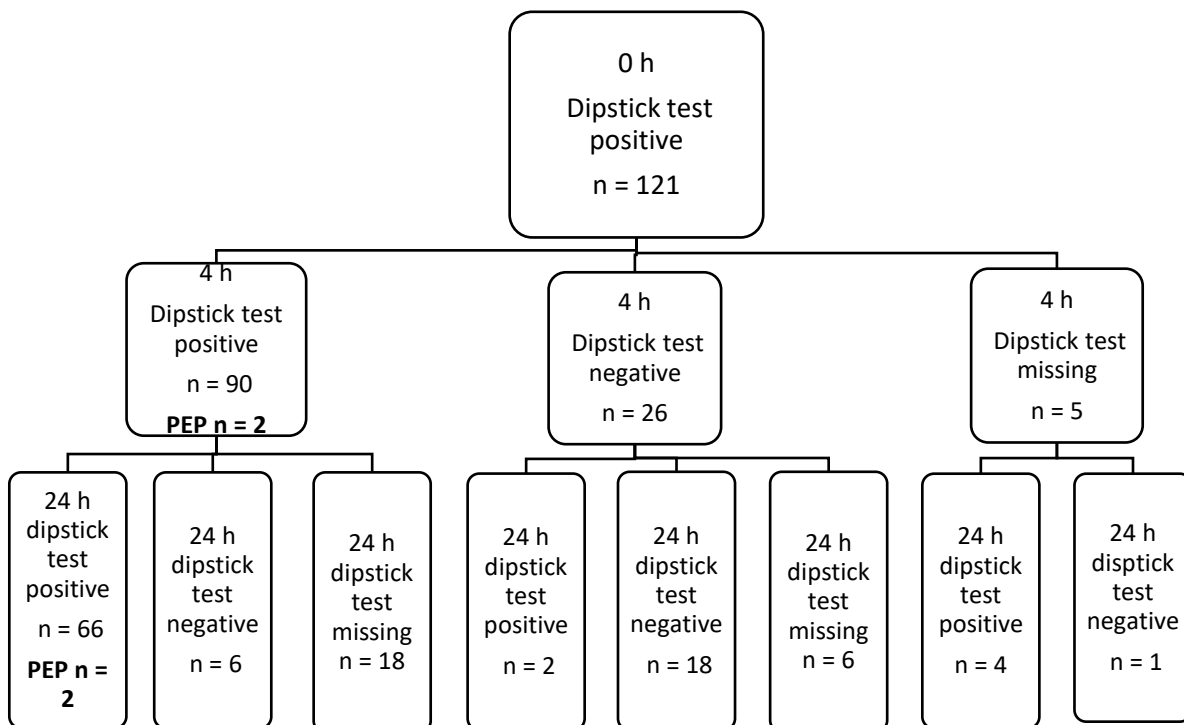 0 h
Dipstick test
positive
n = 121
4 h
Dipstick test
positive
n = 90
PEP n = 2
4 h
Dipstick test
negative
n = 26
4 h
Dipstick test
missing
n = 5
24 h
dipstick
test
positive
n = 66
PEP n =
2
24 h
dipstick
test
negative
n = 6
24 h
dipstick
test
missing
n = 18
24 h
dipstick
test
positive
n = 2
24 h
dipstick
test
negative
n = 18
24 h
dipstick
test
missing
n = 6
24 h
dipstick
test
positive
n = 4
24 h
disptick
test
negative
n = 1